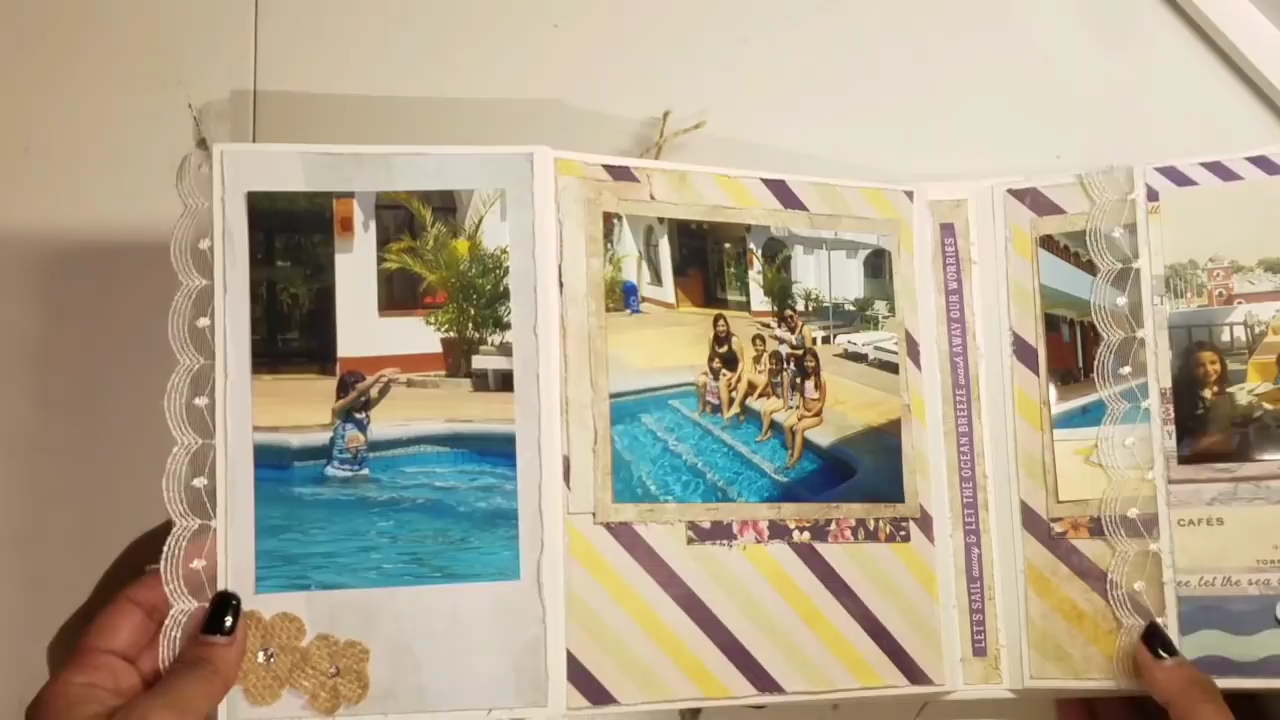 LET'S SAIL away & LET THE OCEAN BREEZE wash AWAY OUR WORRIES
CAFÉS
ee, let the sea